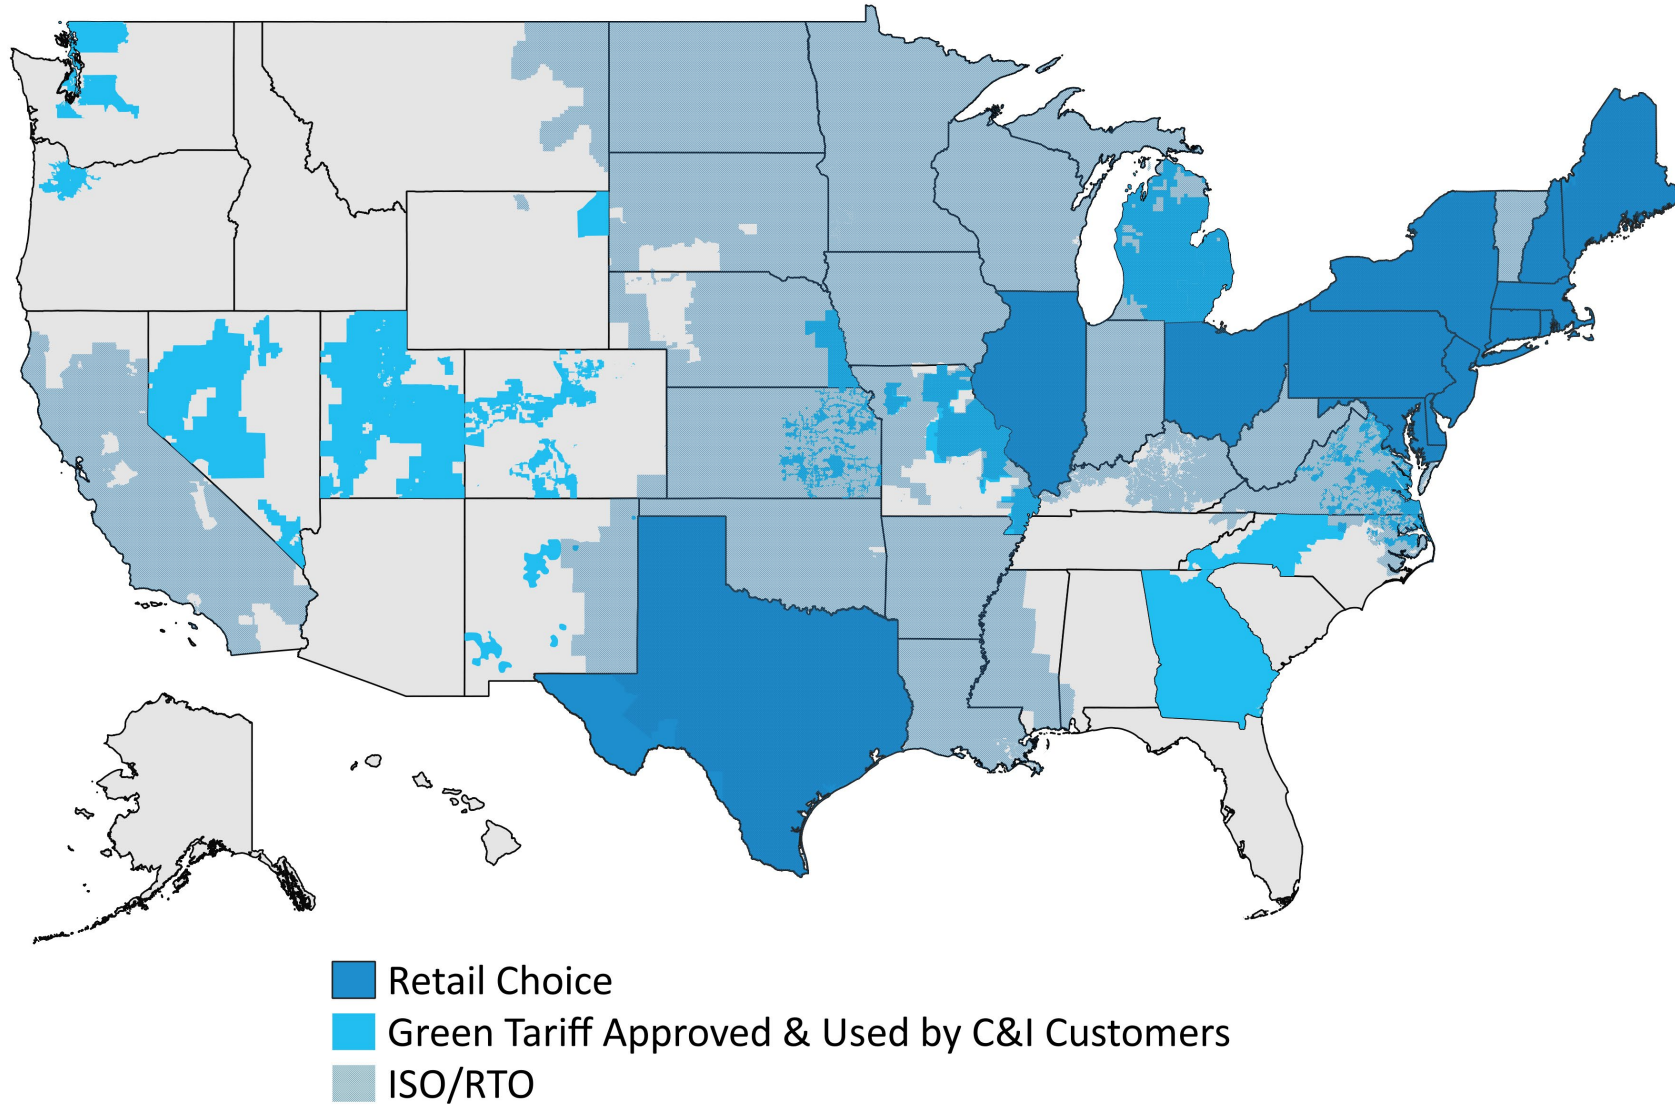 Retail Choice
Green Tariff Approved & Used by C&I Customers
ISO/RTO